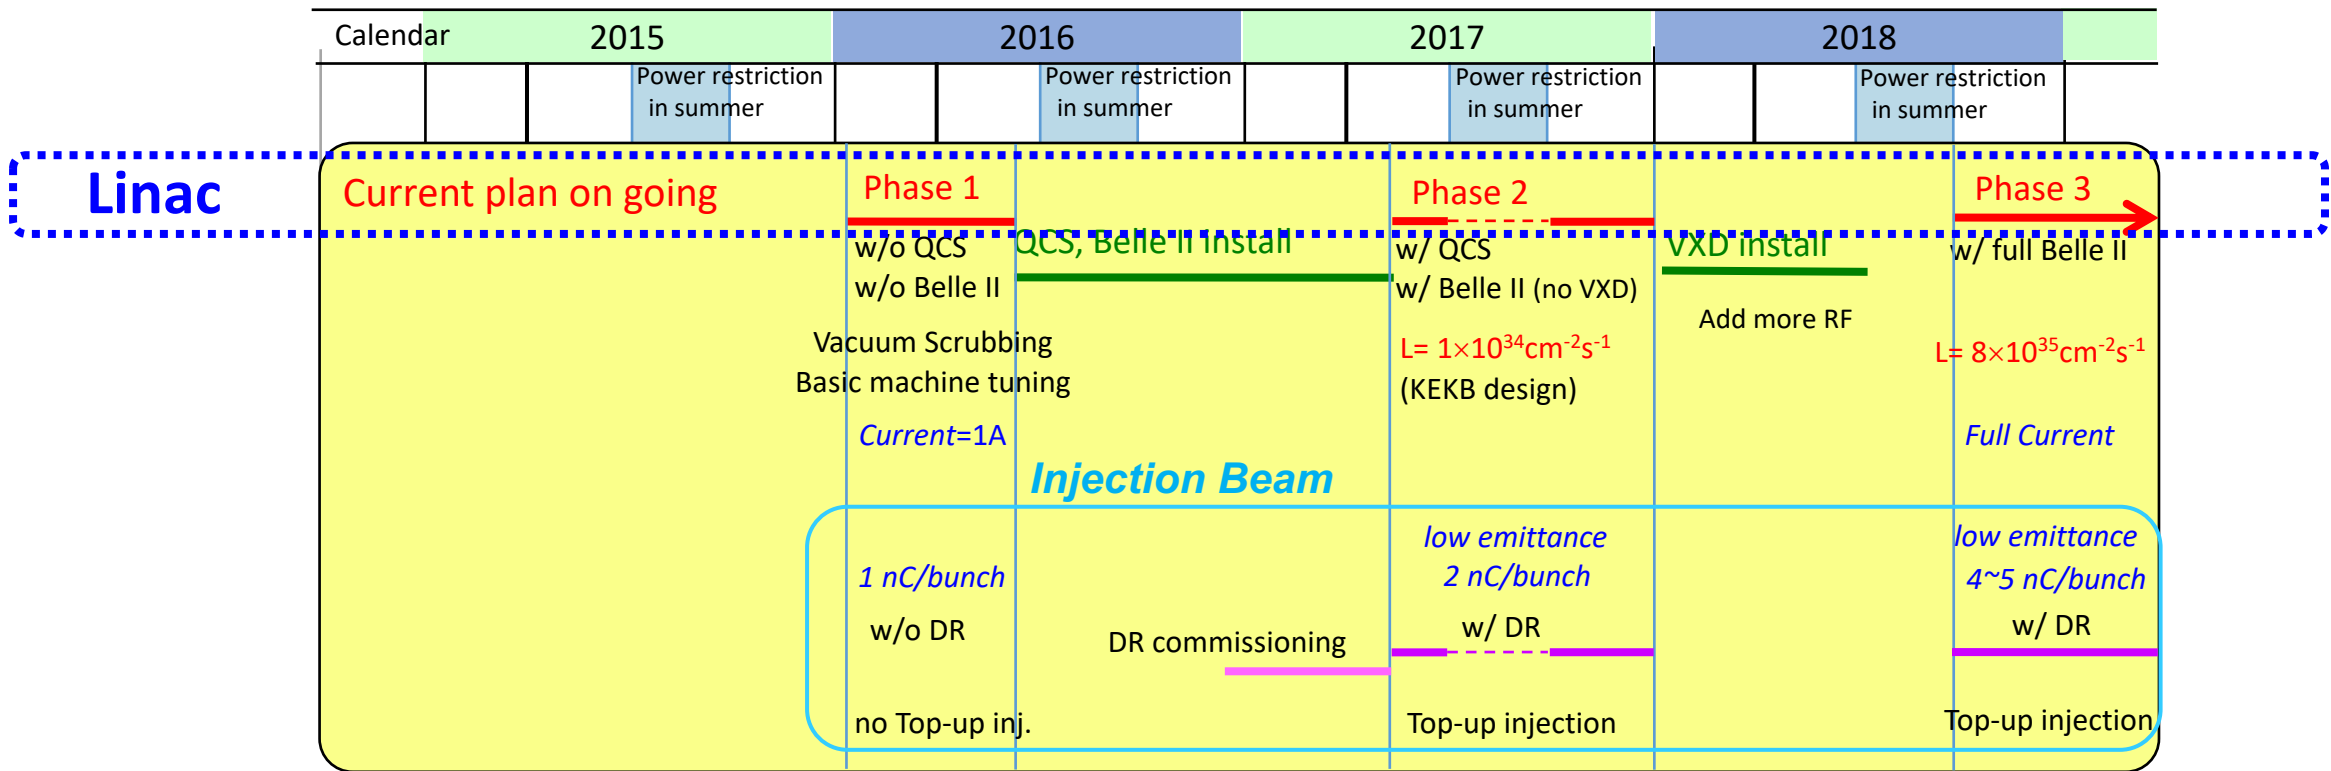 Calendar 2015 2016 2017 2018
Power restriction in summer
Power restriction in summer
Power restriction in summer
Power restriction in summer
Linac
Current plan on going
Phase 1
Phase 2
Phase 3
w/o QCS
w/o Belle II
QCS, Belle II install
w/ QCS
w/ Belle II (no VXD)
VXD install
w/ full Belle II
Add more RF
Vacuum Scrubbing
Basic machine tuning
L= 1×10³⁴cm⁻²s⁻¹
(KEKB design)
L= 8×10³⁵cm⁻²s⁻¹
Current=1A
Full Current
Injection Beam
1 nC/bunch
low emittance
2 nC/bunch
low emittance
4~5 nC/bunch
w/o DR
DR commissioning
w/ DR
w/ DR
no Top-up inj.
Top-up injection
Top-up injection